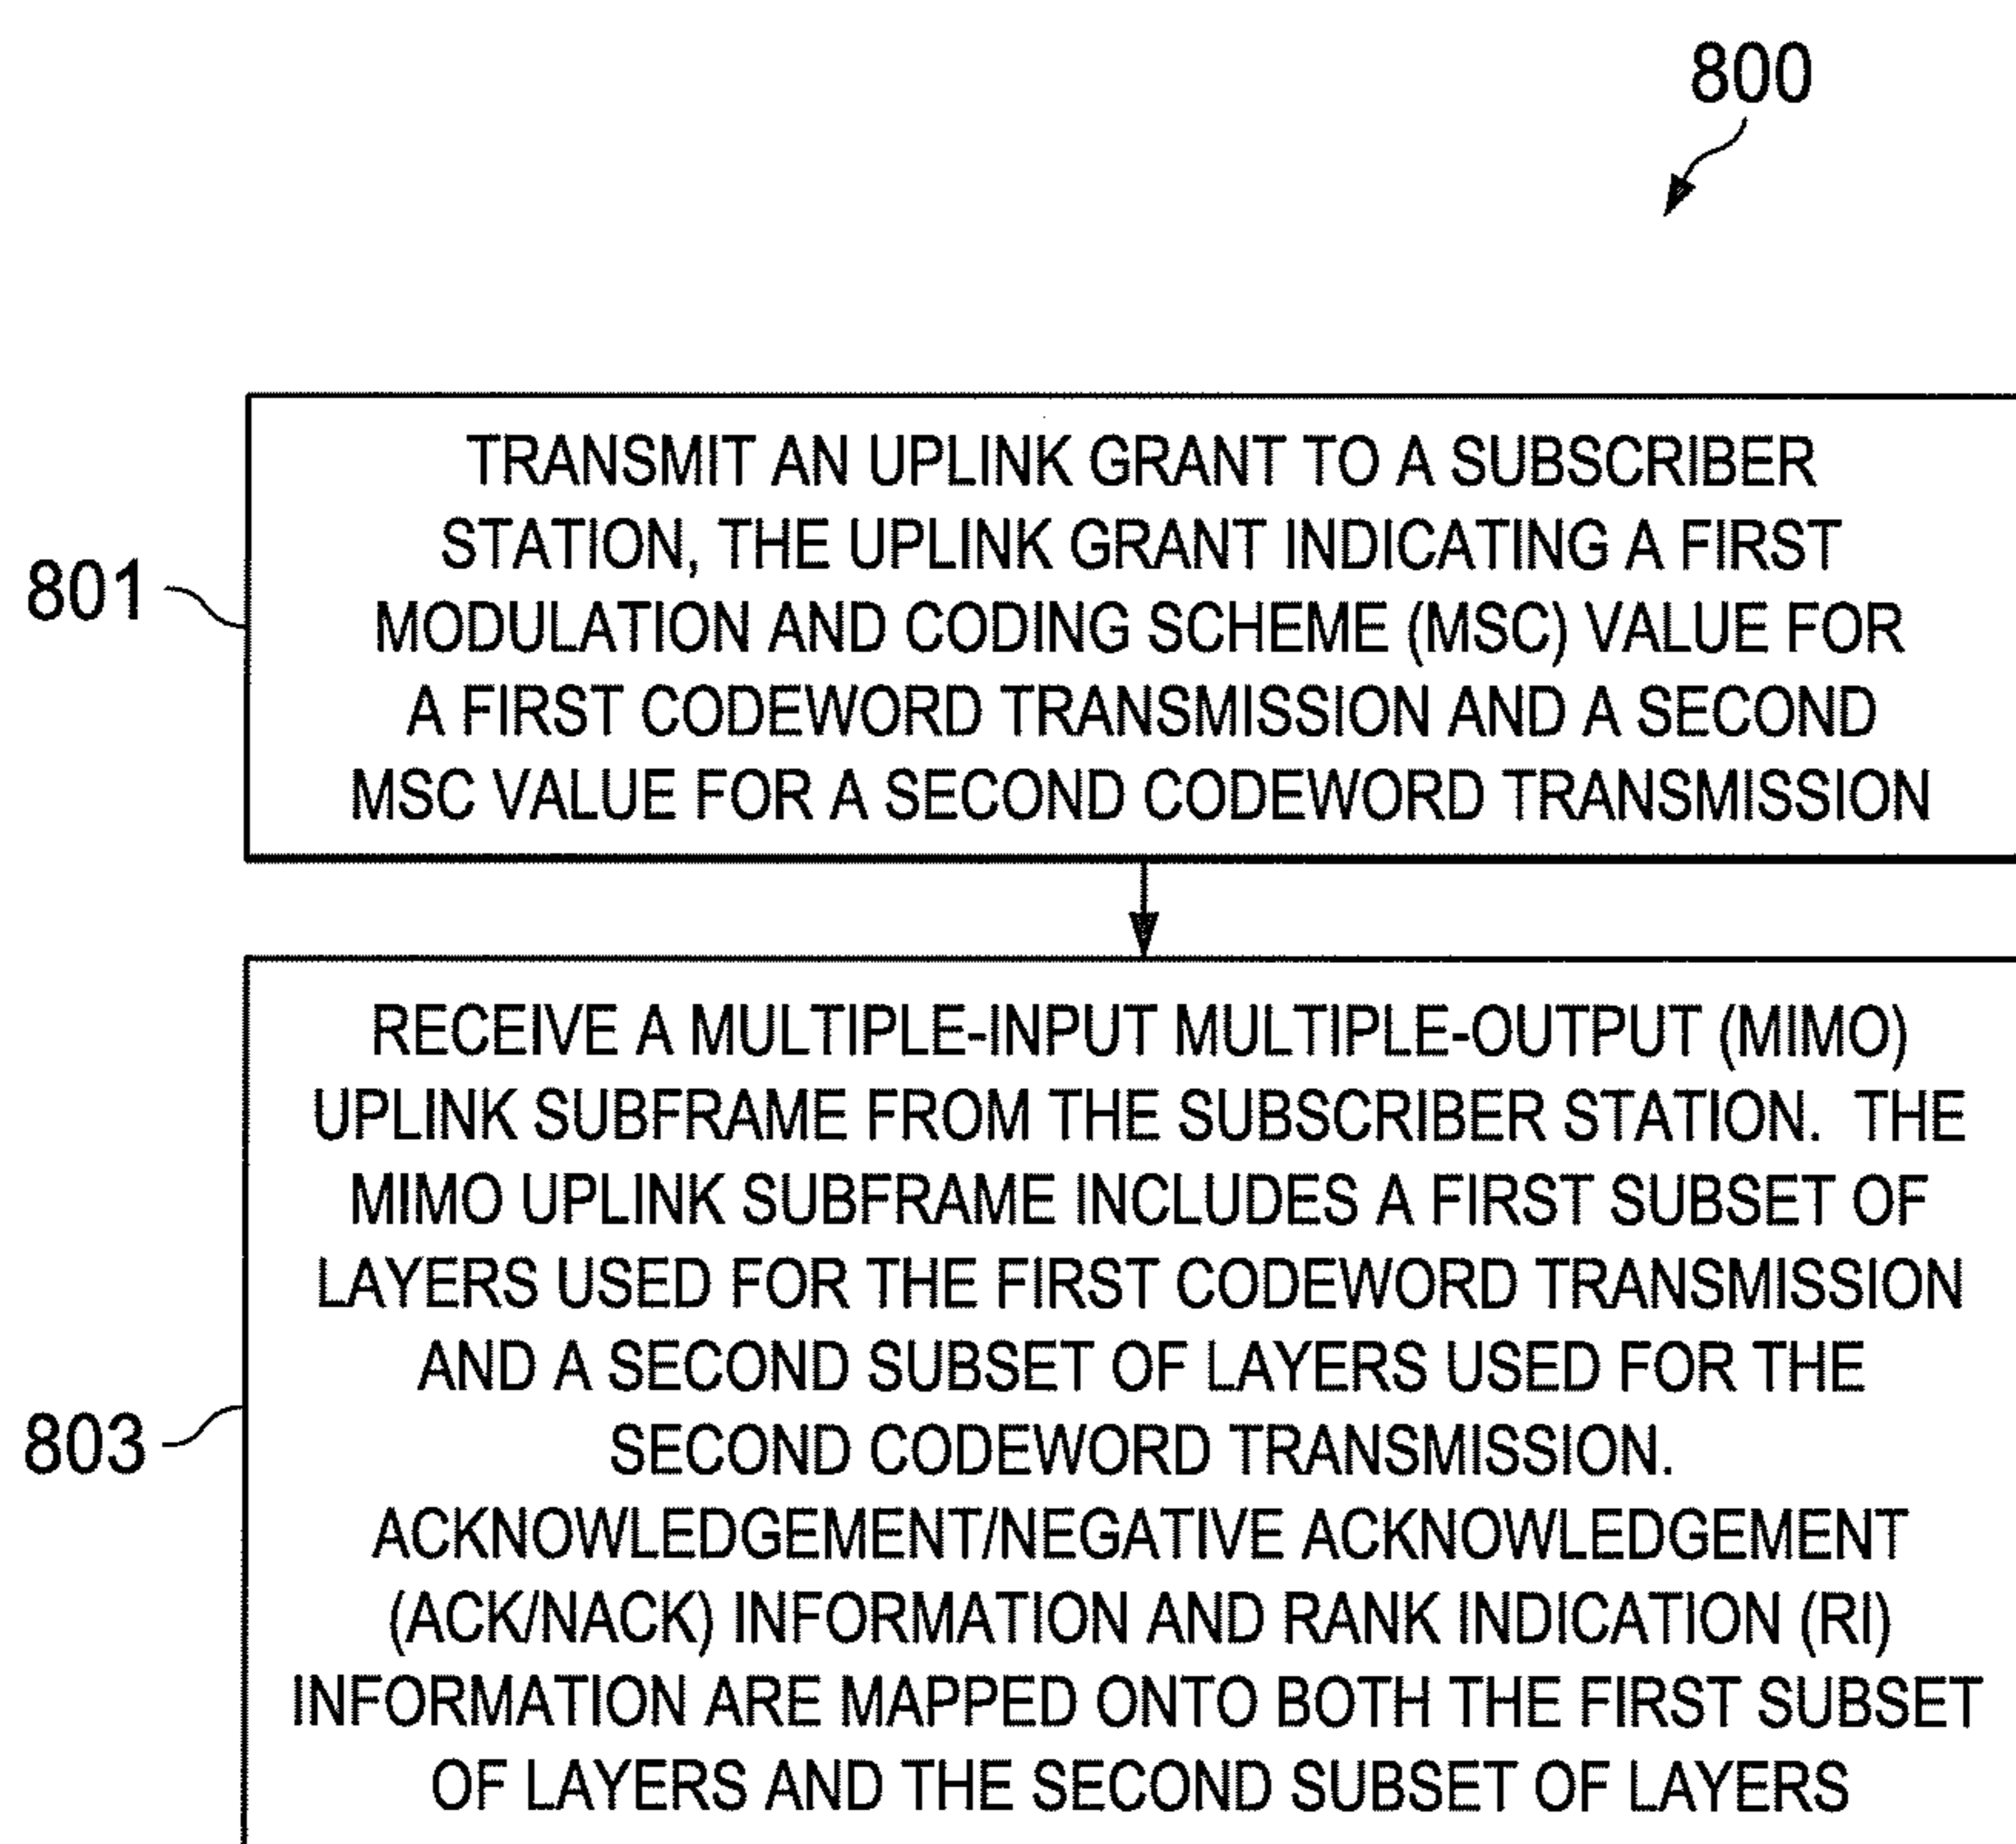 800
801
TRANSMIT AN UPLINK GRANT TO A SUBSCRIBER
STATION, THE UPLINK GRANT INDICATING A FIRST
MODULATION AND CODING SCHEME (MSC) VALUE FOR
A FIRST CODEWORD TRANSMISSION AND A SECOND
MSC VALUE FOR A SECOND CODEWORD TRANSMISSION
803
RECEIVE A MULTIPLE-INPUT MULTIPLE-OUTPUT (MIMO)
UPLINK SUBFRAME FROM THE SUBSCRIBER STATION. THE
MIMO UPLINK SUBFRAME INCLUDES A FIRST SUBSET OF
LAYERS USED FOR THE FIRST CODEWORD TRANSMISSION
AND A SECOND SUBSET OF LAYERS USED FOR THE
SECOND CODEWORD TRANSMISSION.
ACKNOWLEDGEMENT/NEGATIVE ACKNOWLEDGEMENT
(ACK/NACK) INFORMATION AND RANK INDICATION (RI)
INFORMATION ARE MAPPED ONTO BOTH THE FIRST SUBSET
OF LAYERS AND THE SECOND SUBSET OF LAYERS